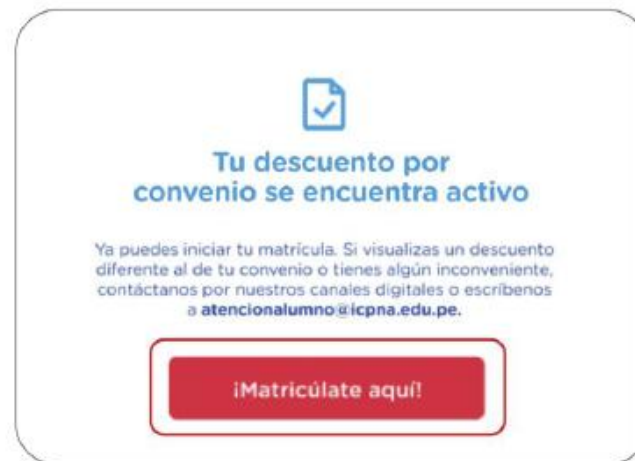 Tu descuento por
convenio se encuentra activo
Ya puedes iniciar tu matrícula. Si visualizas un descuento
diferente al de tu convenio o tienes algún inconveniente,
contáctanos por nuestros canales digitales o escríbenos
a atencionalumno@icpna.edu.pe.
¡Matricúlate aquí!